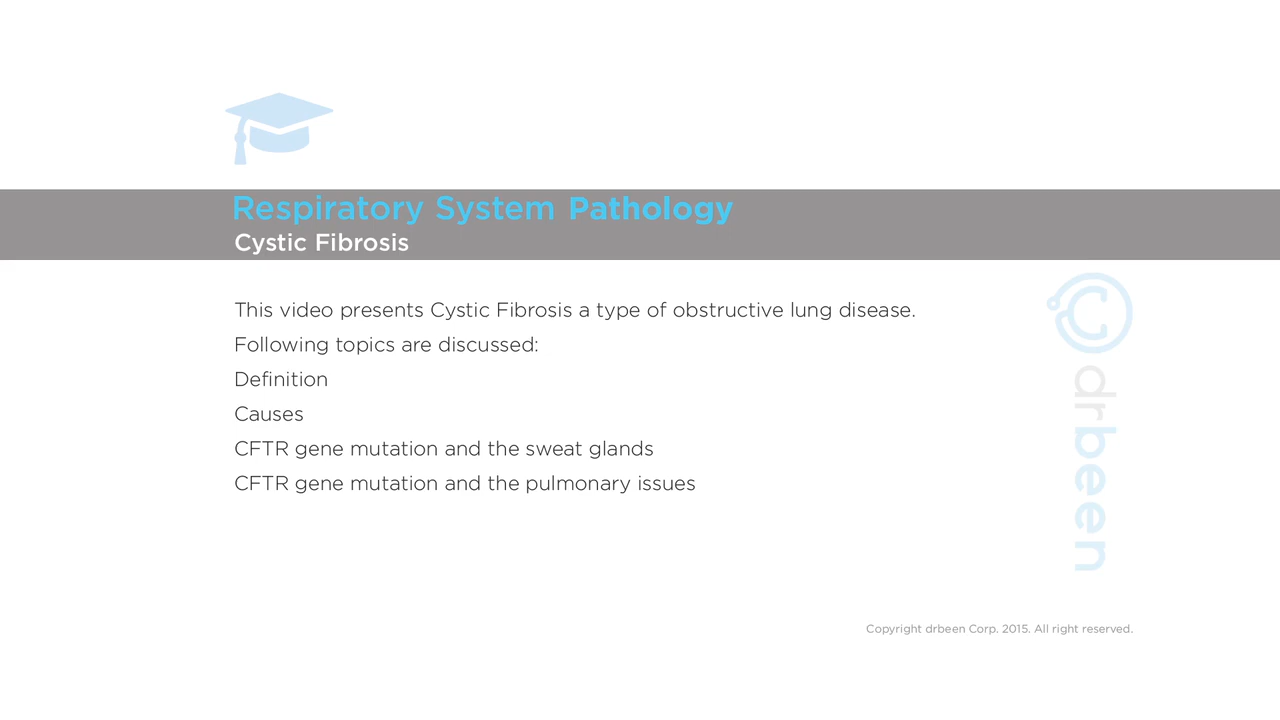 Respiratory System Pathology
Cystic Fibrosis
This video presents Cystic Fibrosis a type of obstructive lung disease.
Following topics are discussed:
Definition
Causes
CFTR gene mutation and the sweat glands
CFTR gene mutation and the pulmonary issues
drbeen
Copyright drbeen Corp. 2015. All right reserved.